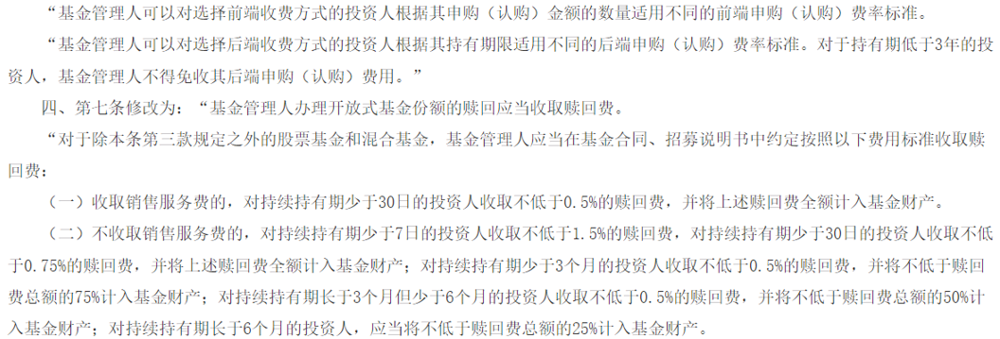 “基金管理人可以对选择前端收费方式的投资人根据其申购（认购）金额的数量适用不同的前端申购（认购）费率标准。
“基金管理人可以对选择后端收费方式的投资人根据其持有期限适用不同的后端申购（认购）费率标准。对于持有期低于3年的投
资人，基金管理人不得免收其后端申购（认购）费用。”
四、第七条修改为：“基金管理人办理开放式基金份额的赎回应当收取赎回费。
“对于除本条第三款规定之外的股票基金和混合基金，基金管理人应当在基金合同、招募说明书中约定按照以下费用标准收取赎
回费：
（一）收取销售服务费的，对持续持有期少于30日的投资人收取不低于0.5%的赎回费，并将上述赎回费全额计入基金财产。
（二）不收取销售服务费的，对持续持有期少于7日的投资人收取不低于1.5%的赎回费，对持续持有期少于30日的投资人收取不低
于0.75%的赎回费，并将上述赎回费全额计入基金财产；对持续持有期少于3个月的投资人收取不低于0.5%的赎回费，并将不低于赎回
费总额的75%计入基金财产；对持续持有期长于3个月但少于6个月的投资人收取不低于0.5%的赎回费，并将不低于赎回费总额的50%计
入基金财产；对持续持有期长于6个月的投资人，应当将不低于赎回费总额的25%计入基金财产。